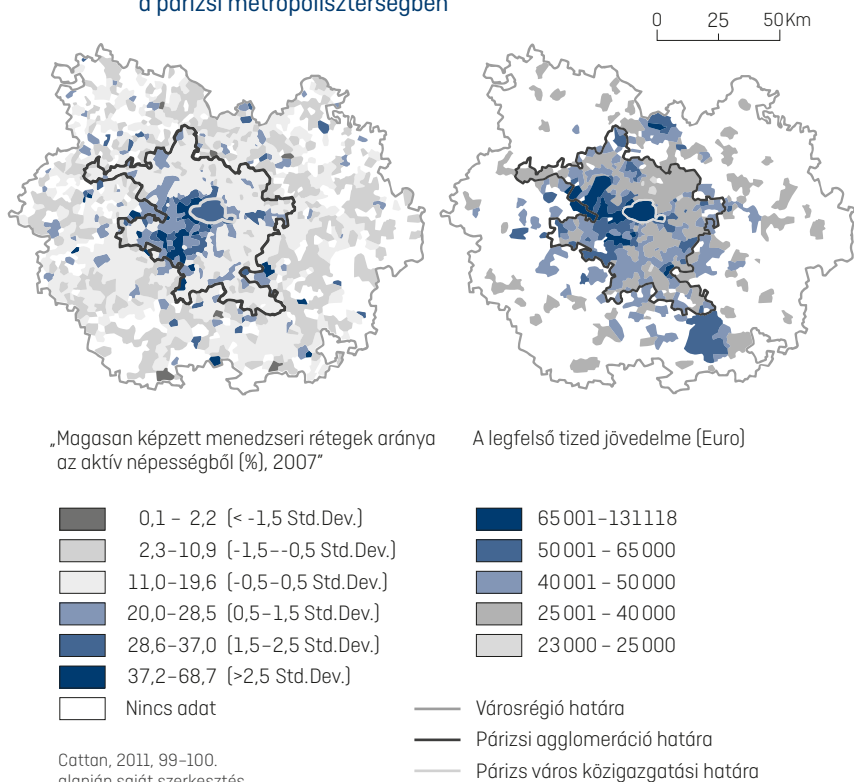 a párizsi metropolisztérségben
0 25 50 Km
„Magasan képzett menedzseri rétegek aránya
az aktív népességből (%), 2007”
0,1 – 2,2 (< -1,5 Std.Dev.)
2,3–10,9 (-1,5–-0,5 Std.Dev.)
11,0–19,6 (-0,5–0,5 Std.Dev.)
20,0–28,5 (0,5–1,5 Std.Dev.)
28,6–37,0 (1,5–2,5 Std.Dev.)
37,2–68,7 (>2,5 Std.Dev.)
Nincs adat
A legfelső tized jövedelme (Euro)
65 001–131 118
50 001 – 65 000
40 001 – 50 000
25 001 – 40 000
23 000 – 25 000
Városrégió határa
Párizsi agglomeráció határa
Párizs város közigazgatási határa
Cattan, 2011, 99–100.
alapján saját szerkesztés